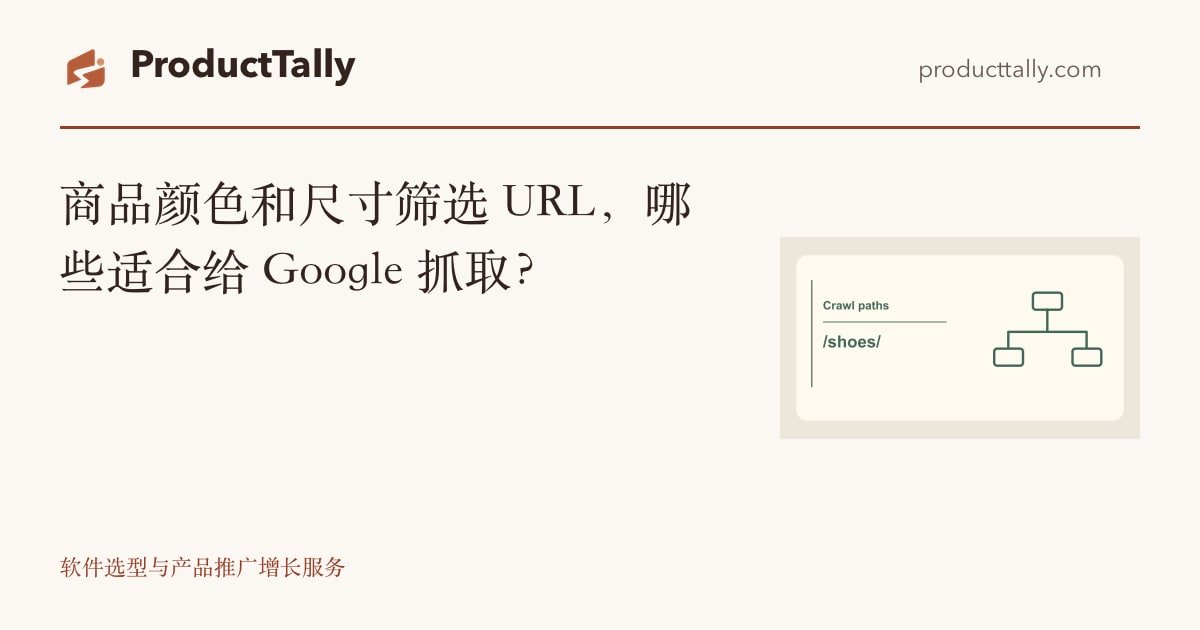 ProductTally
producttally.com
商品颜色和尺寸筛选 URL，哪
些适合给 Google 抓取？
Crawl paths
/shoes/
软件选型与产品推广增长服务